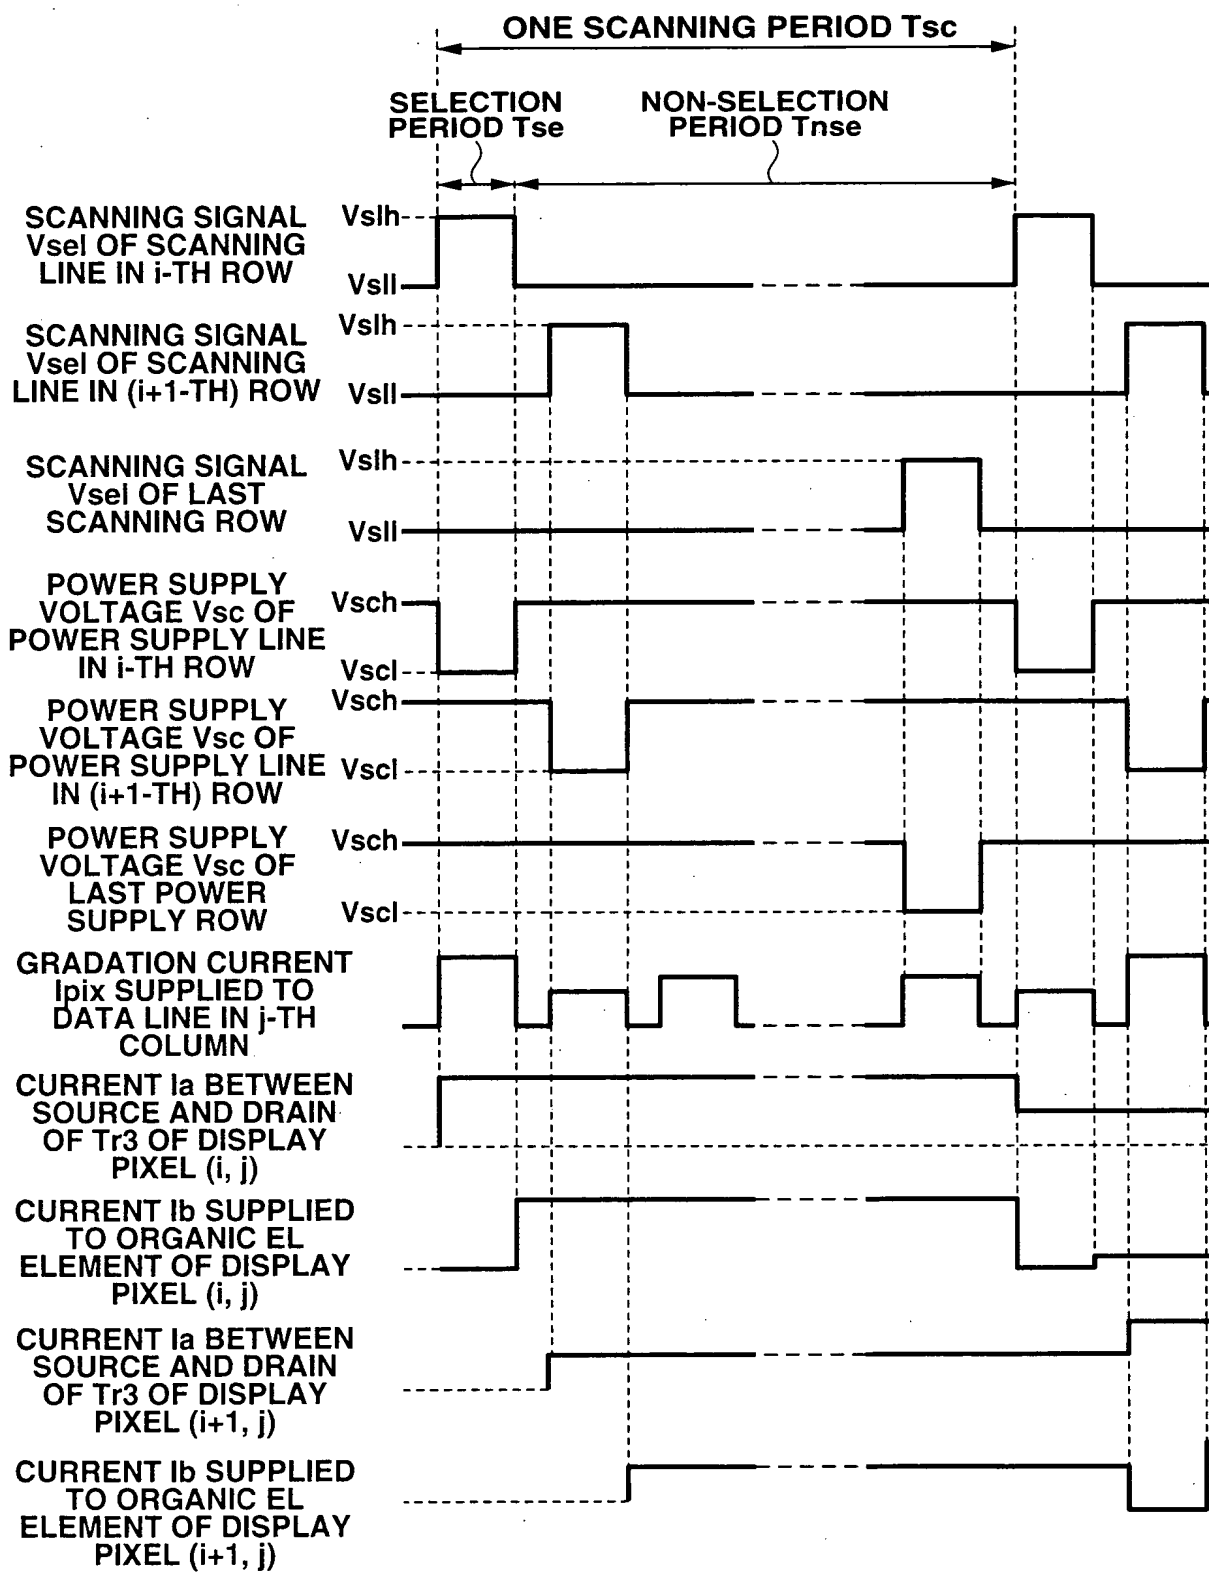 ONE SCANNING PERIOD Tsc
SELECTION
PERIOD Tse
NON-SELECTION
PERIOD Tnse
SCANNING SIGNAL
Vsel OF SCANNING
LINE IN i-TH ROW
Vslh
Vsll
SCANNING SIGNAL
Vsel OF SCANNING
LINE IN (i+1-TH) ROW
Vslh
Vsll
SCANNING SIGNAL
Vsel OF LAST
SCANNING ROW
Vslh
Vsll
POWER SUPPLY
VOLTAGE Vsc OF
POWER SUPPLY LINE
IN i-TH ROW
Vsch
Vscl
POWER SUPPLY
VOLTAGE Vsc OF
POWER SUPPLY LINE
IN (i+1-TH) ROW
Vsch
Vscl
POWER SUPPLY
VOLTAGE Vsc OF
LAST POWER
SUPPLY ROW
Vsch
Vscl
GRADATION CURRENT
Ipix SUPPLIED TO
DATA LINE IN j-TH
COLUMN
CURRENT Ia BETWEEN
SOURCE AND DRAIN
OF Tr3 OF DISPLAY
PIXEL (i, j)
CURRENT Ib SUPPLIED
TO ORGANIC EL
ELEMENT OF DISPLAY
PIXEL (i, j)
CURRENT Ia BETWEEN
SOURCE AND DRAIN
OF Tr3 OF DISPLAY
PIXEL (i+1, j)
CURRENT Ib SUPPLIED
TO ORGANIC EL
ELEMENT OF DISPLAY
PIXEL (i+1, j)